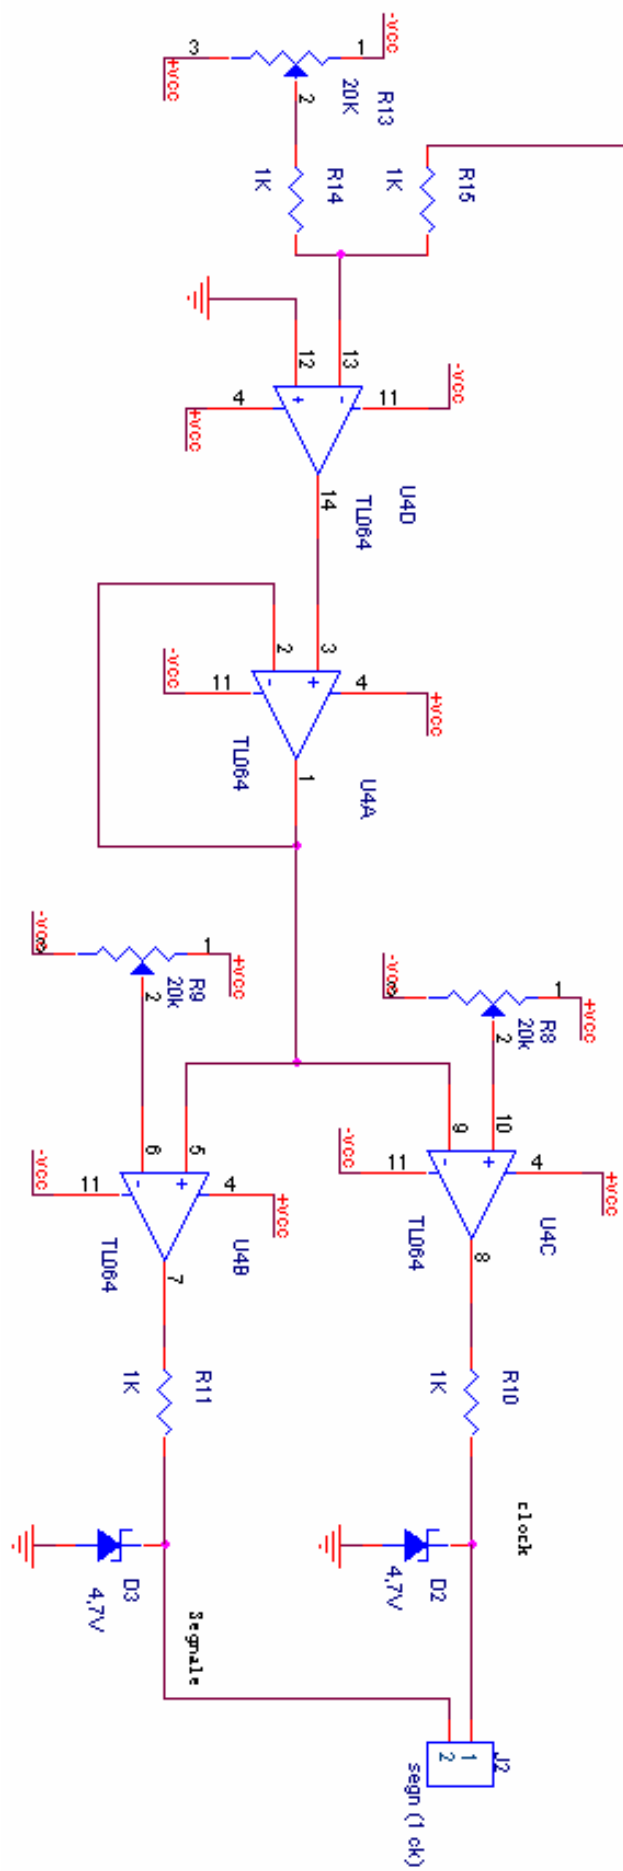 -Vcc
1
3
+Vcc
2
20K
R13
R14
1K
R15
1K
12
13
-Vcc
4
11
+Vcc
14
U4D
TL064
2
3
-Vcc
11
4
+Vcc
1
TL064
U4A
-Vcc
1
+Vcc
2
R9
20k
-Vcc
1
+Vcc
2
R8
20k
9
10
-Vcc
11
4
+Vcc
U4C
TL064
8
6
5
-Vcc
11
4
+Vcc
U4B
TL064
7
R11
1K
R10
1K
clock
D3
4,7V
D2
4,7V
Segnale
J2
1
2
segn (1 ck)